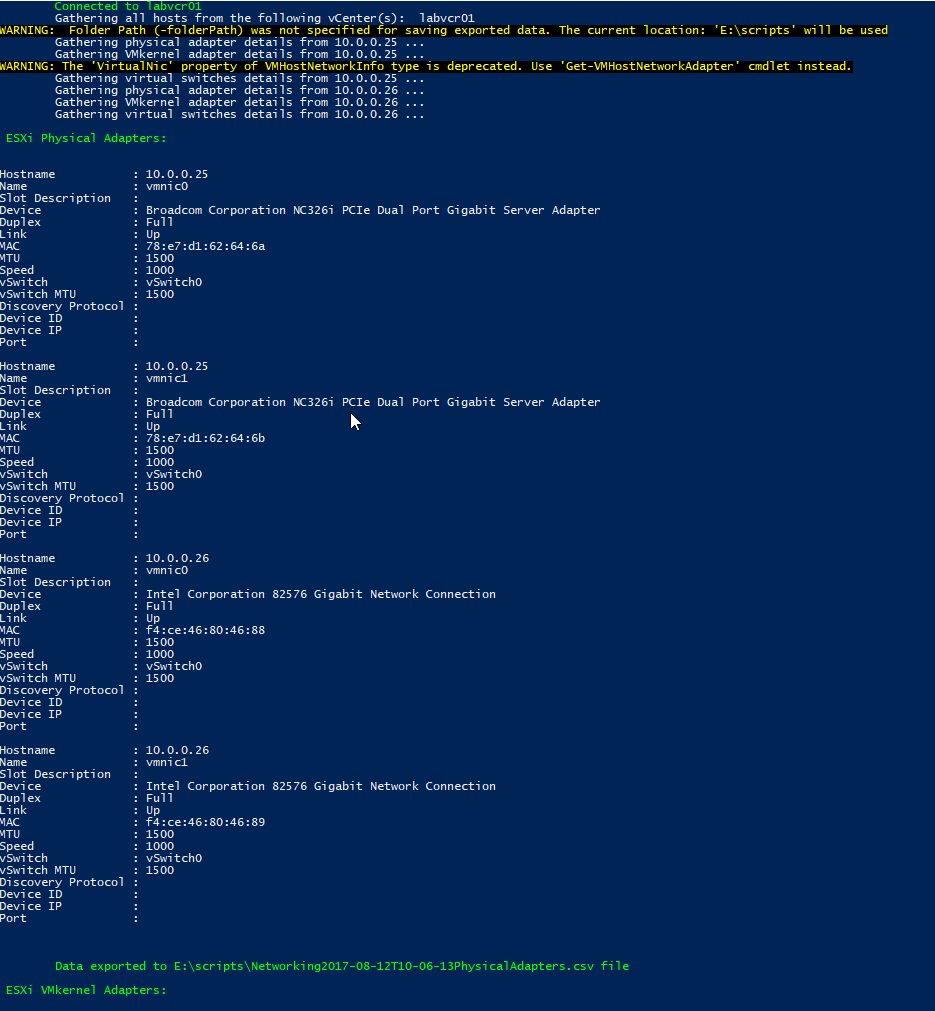 Connected to labvcr01
Gathering all hosts from the following vCenter(s):  labvcr01
WARNING:  Folder Path (-folderPath) was not specified for saving exported data. The current location: 'E:\scripts' will be used
Gathering physical adapter details from 10.0.0.25 ...
Gathering VMkernel adapter details from 10.0.0.25 ...
WARNING: The 'VirtualNic' property of VMHostNetworkInfo type is deprecated. Use 'Get-VMHostNetworkAdapter' cmdlet instead.
Gathering virtual switches details from 10.0.0.25 ...
Gathering physical adapter details from 10.0.0.26 ...
Gathering VMkernel adapter details from 10.0.0.26 ...
Gathering virtual switches details from 10.0.0.26 ...
ESXi Physical Adapters:
Hostname           : 10.0.0.25
Name               : vmnic0
Slot Description   :
Device             : Broadcom Corporation NC326i PCIe Dual Port Gigabit Server Adapter
Duplex             : Full
Link               : Up
MAC                : 78:e7:d1:62:64:6a
MTU                : 1500
Speed              : 1000
vSwitch            : vSwitch0
vSwitch MTU        : 1500
Discovery Protocol :
Device ID          :
Device IP          :
Port               :
Hostname           : 10.0.0.25
Name               : vmnic1
Slot Description   :
Device             : Broadcom Corporation NC326i PCIe Dual Port Gigabit Server Adapter
Duplex             : Full
Link               : Up
MAC                : 78:e7:d1:62:64:6b
MTU                : 1500
Speed              : 1000
vSwitch            : vSwitch0
vSwitch MTU        : 1500
Discovery Protocol :
Device ID          :
Device IP          :
Port               :
Hostname           : 10.0.0.26
Name               : vmnic0
Slot Description   :
Device             : Intel Corporation 82576 Gigabit Network Connection
Duplex             : Full
Link               : Up
MAC                : f4:ce:46:80:46:88
MTU                : 1500
Speed              : 1000
vSwitch            : vSwitch0
vSwitch MTU        : 1500
Discovery Protocol :
Device ID          :
Device IP          :
Port               :
Hostname           : 10.0.0.26
Name               : vmnic1
Slot Description   :
Device             : Intel Corporation 82576 Gigabit Network Connection
Duplex             : Full
Link               : Up
MAC                : f4:ce:46:80:46:89
MTU                : 1500
Speed              : 1000
vSwitch            : vSwitch0
vSwitch MTU        : 1500
Discovery Protocol :
Device ID          :
Device IP          :
Port               :
Data exported to E:\scripts\Networking2017-08-12T10-06-13PhysicalAdapters.csv file
ESXi VMkernel Adapters: